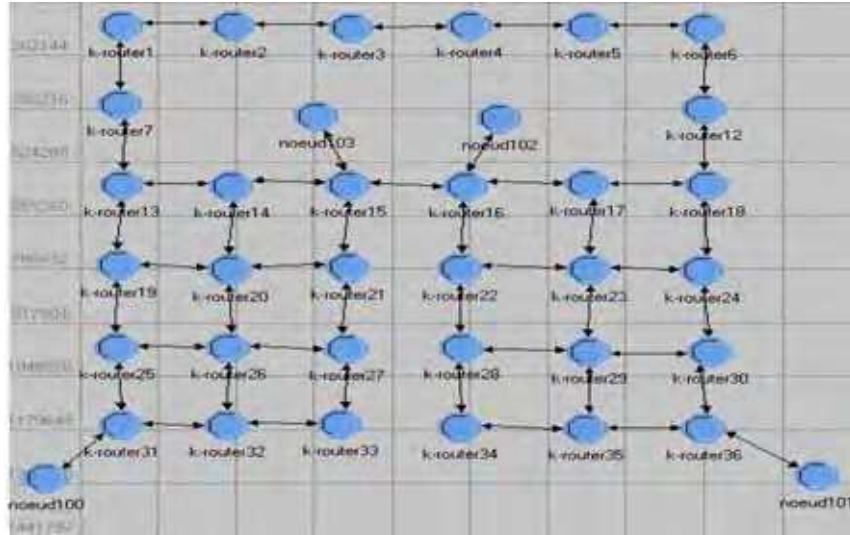 k-router1 k-router2 k-router3 k-router4 k-router5 k-router6
k-router7 noeud103 noeud102 k-router12
k-router13 k-router14 k-router15 k-router16 k-router17 k-router18
k-router19 k-router20 k-router21 k-router22 k-router23 k-router24
k-router25 k-router26 k-router27 k-router28 k-router29 k-router30
k-router31 k-router32 k-router33 k-router34 k-router35 k-router36
noeud100 noeud101